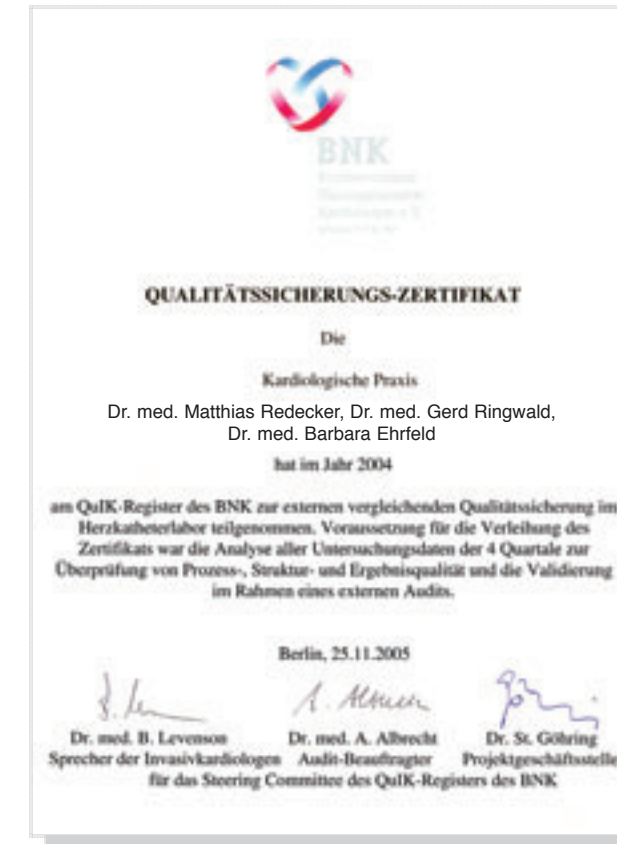 BNK
QUALITÄTSSICHERUNGS-ZERTIFIKAT
Die
Kardiologische Praxis
Dr. med. Matthias Redecker, Dr. med. Gerd Ringwald,
Dr. med. Barbara Ehrfeld
hat im Jahr 2004
am QuIK-Register des BNK zur externen vergleichenden Qualitätssicherung im
Herzkatheterlabor teilgenommen. Voraussetzung für die Verleihung des
Zertifikats war die Analyse aller Untersuchungsdaten der 4 Quartale zur
Überprüfung von Prozess-, Struktur- und Ergebnisqualität und die Validierung
im Rahmen eines externen Audits.
Berlin, 25.11.2005
Dr. med. B. Levenson Dr. med. A. Albrecht Dr. St. Göhring
Sprecher der Invasivkardiologen Audit-Beauftragter Projektgeschäftsstelle
für das Steering Committee des QuIK-Registers des BNK